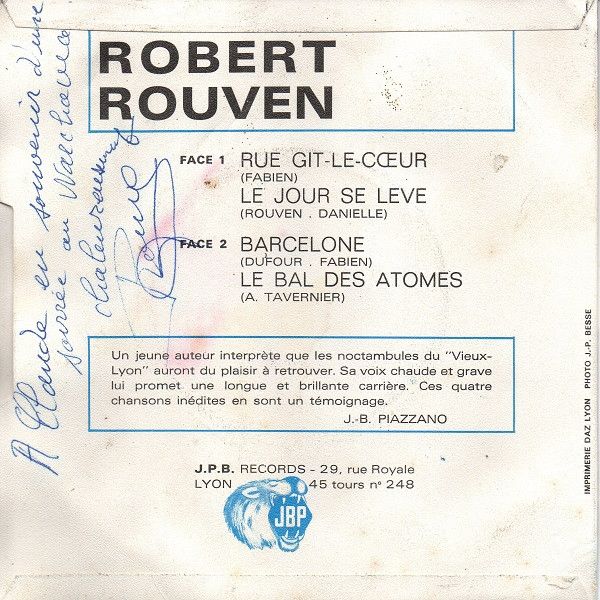 ROBERT
ROUVEN
FACE 1 RUE GIT-LE-CŒUR
(FABIEN)
LE JOUR SE LEVE
(ROUVEN . DANIELLE)
FACE 2 BARCELONE
(DUFOUR . FABIEN)
LE BAL DES ATOMES
(A. TAVERNIER)
Un jeune auteur interprète que les noctambules du "Vieux-
Lyon" auront du plaisir à retrouver. Sa voix chaude et grave
lui promet une longue et brillante carrière. Ces quatre
chansons inédites en sont un témoignage.
J.-B. PIAZZANO
J.P.B. RECORDS - 29, rue Royale
LYON 45 tours n° 248
JBP
IMPRIMERIE DAZ LYON PHOTO J.-P. BESSE
A Claude en souvenir d'une
soirée au
chaleureusement